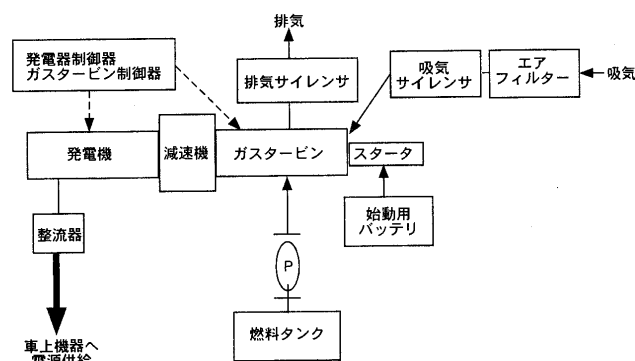 排気
発電器制御器
ガスタービン制御器
排気サイレンサ
吸気
サイレンサ
エア
フィルター
吸気
発電機
減速機
ガスタービン
スタータ
整流器
始動用
バッテリ
P
燃料タンク
車上機器へ
電源供給